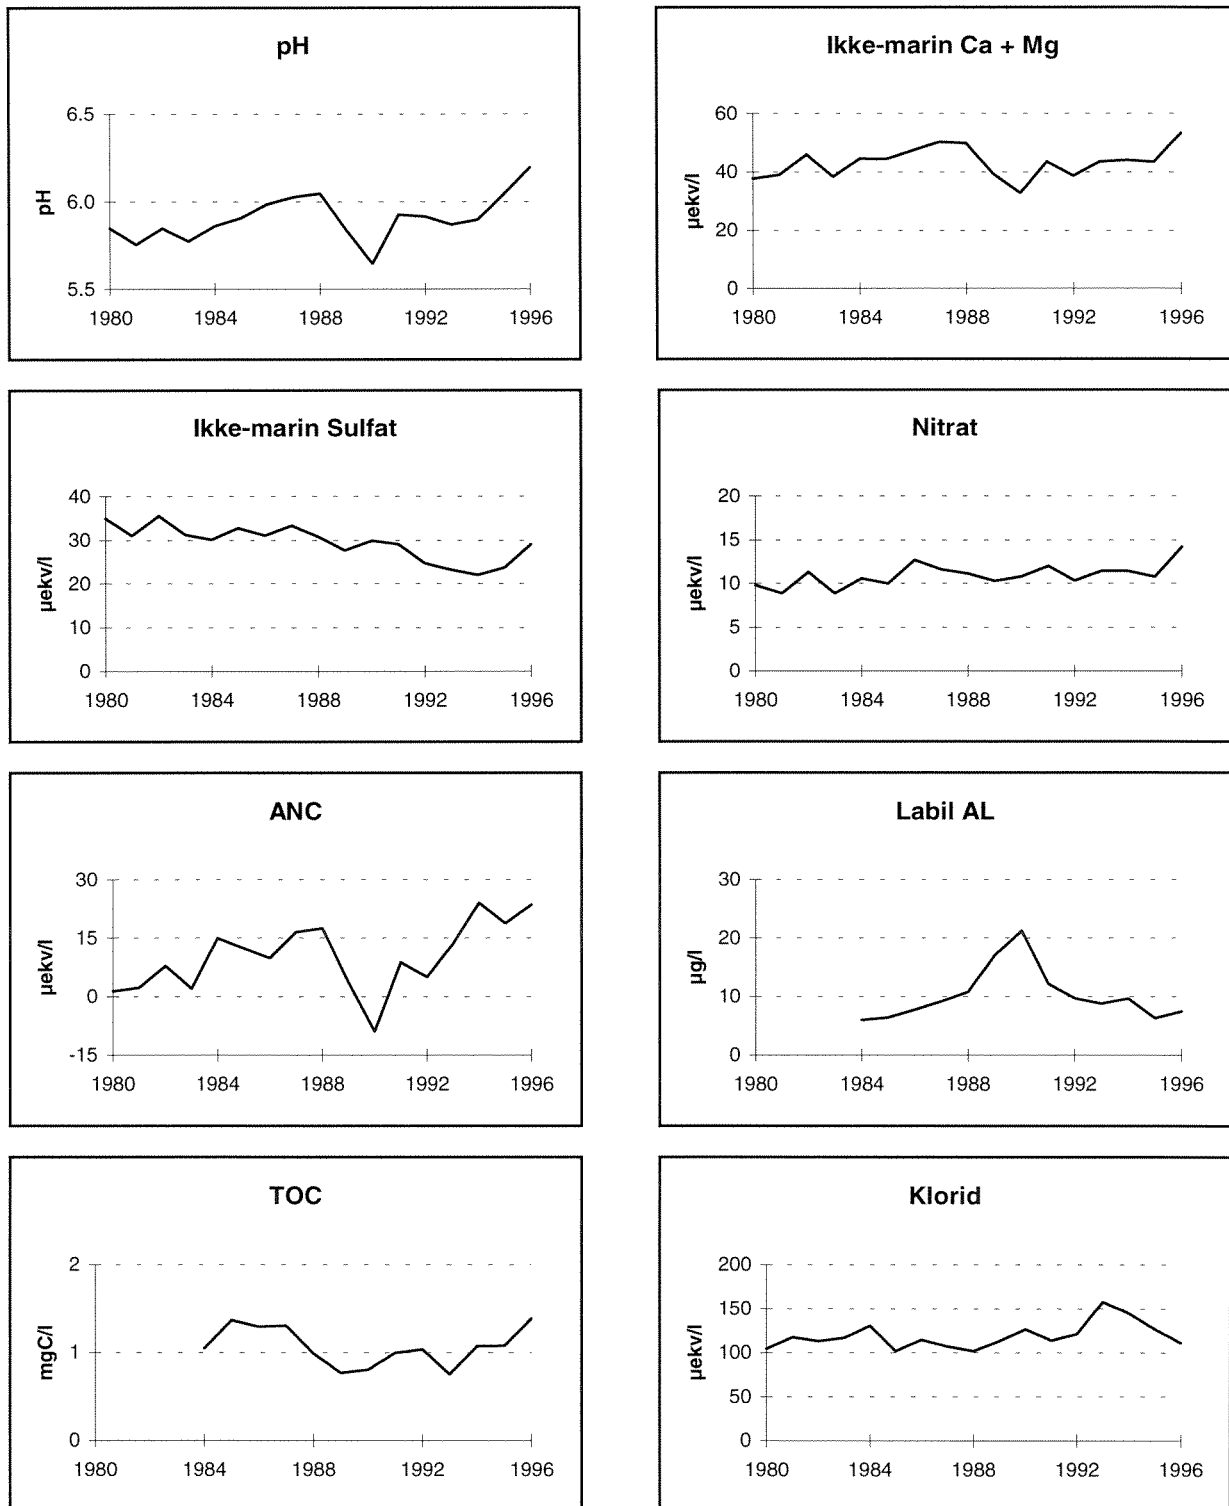 pH
pH
6.5
6.0
5.5
1980 1984 1988 1992 1996
Ikke-marin Ca + Mg
µekv/l
60
40
20
0
1980 1984 1988 1992 1996
Ikke-marin Sulfat
µekv/l
40
30
20
10
0
1980 1984 1988 1992 1996
Nitrat
µekv/l
20
15
10
5
0
1980 1984 1988 1992 1996
ANC
µekv/l
30
15
0
-15
1980 1984 1988 1992 1996
Labil AL
µg/l
30
20
10
0
1980 1984 1988 1992 1996
TOC
mgC/l
2
1
0
1980 1984 1988 1992 1996
Klorid
µekv/l
200
150
100
50
0
1980 1984 1988 1992 1996